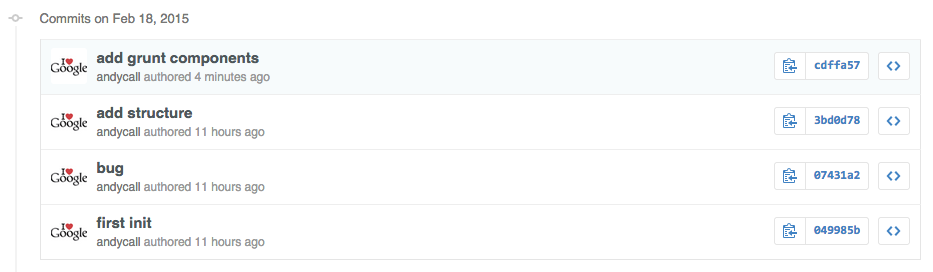 Commits on Feb 18, 2015
I ♥ Google
add grunt components
andycall authored 4 minutes ago
cdffa57
I ♥ Google
add structure
andycall authored 11 hours ago
3bd0d78
I ♥ Google
bug
andycall authored 11 hours ago
07431a2
I ♥ Google
first init
andycall authored 11 hours ago
049985b